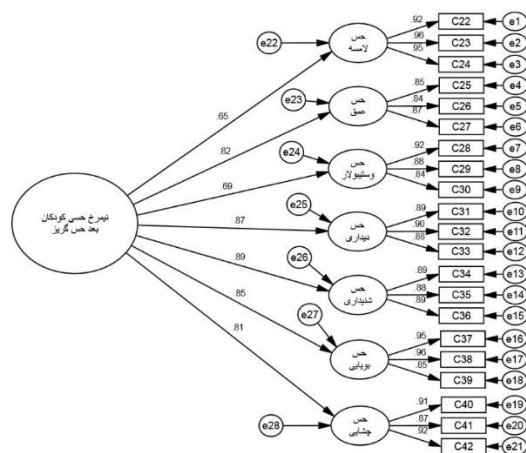 نیمرخ حسی کودکان
بعد حس گریز
.65
.82
.69
.87
.89
.85
.81
e22
حس
لامسه
.92
C22
e1
.96
C23
e2
.95
C24
e3
e23
حس
عمق
.85
C25
e4
.84
C26
e5
.87
C27
e6
e24
حس
وستیبولار
.92
C28
e7
.88
C29
e8
.84
C30
e9
e25
حس
دیداری
.89
C31
e10
.90
C32
e11
.88
C33
e12
e26
حس
شنیداری
.89
C34
e13
.88
C35
e14
.89
C36
e15
e27
حس
بویایی
.95
C37
e16
.96
C38
e17
.85
C39
e18
e28
حس
چشایی
.91
C40
e19
.87
C41
e20
.92
C42
e21